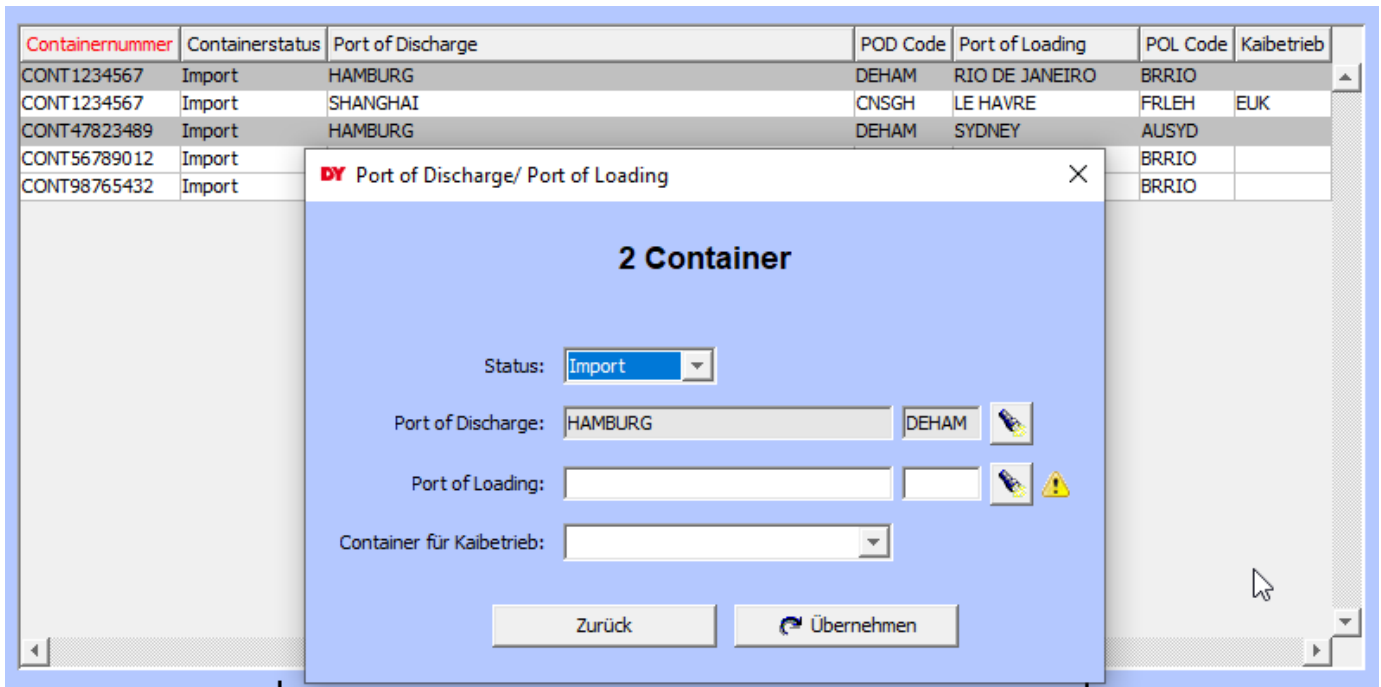 Containernummer Containerstatus Port of Discharge POD Code Port of Loading POL Code Kaibetrieb
CONT1234567 Import HAMBURG DEHAM RIO DE JANEIRO BRRIO
CONT1234567 Import SHANGHAI CNSGH LE HAVRE FRLEH EUK
CONT47823489 Import HAMBURG DEHAM SYDNEY AUSYD
CONT56789012 Import BRRIO
CONT98765432 Import BRRIO
DY Port of Discharge/ Port of Loading
2 Container
Status: Import
Port of Discharge: HAMBURG DEHAM
Port of Loading:
Container für Kaibetrieb:
Zurück Übernehmen